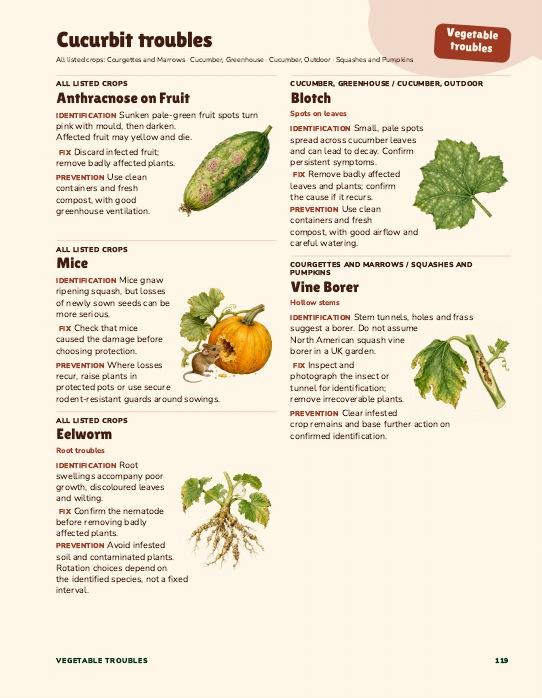 Cucurbit troubles
Vegetable
troubles
All listed crops: Courgettes and Marrows · Cucumber, Greenhouse · Cucumber, Outdoor · Squashes and Pumpkins
ALL LISTED CROPS
Anthracnose on Fruit
IDENTIFICATION Sunken pale-green fruit spots turn
pink with mould, then darken.
Affected fruit may yellow and die.
FIX Discard infected fruit;
remove badly affected plants.
PREVENTION Use clean
containers and fresh
compost, with good
greenhouse ventilation.
ALL LISTED CROPS
Mice
IDENTIFICATION Mice gnaw
ripening squash, but losses
of newly sown seeds can be
more serious.
FIX Check that mice
caused the damage before
choosing protection.
PREVENTION Where losses
recur, raise plants in
protected pots or use secure
rodent-resistant guards around sowings.
ALL LISTED CROPS
Eelworm
Root troubles
IDENTIFICATION Root
swellings accompany poor
growth, discoloured leaves
and wilting.
FIX Confirm the nematode
before removing badly
affected plants.
PREVENTION Avoid infested
soil and contaminated plants.
Rotation choices depend on
the identified species, not a fixed
interval.
CUCUMBER, GREENHOUSE / CUCUMBER, OUTDOOR
Blotch
Spots on leaves
IDENTIFICATION Small, pale spots
spread across cucumber leaves
and can lead to decay. Confirm
persistent symptoms.
FIX Remove badly affected
leaves and plants; confirm
the cause if it recurs.
PREVENTION Use clean
containers and fresh
compost, with good airflow and
careful watering.
COURGETTES AND MARROWS / SQUASHES AND
PUMPKINS
Vine Borer
Hollow stems
IDENTIFICATION Stem tunnels, holes and frass
suggest a borer. Do not assume
North American squash vine
borer in a UK garden.
FIX Inspect and
photograph the insect or
tunnel for identification;
remove irrecoverable plants.
PREVENTION Clear infested
crop remains and base further action on
confirmed identification.
VEGETABLE TROUBLES
119